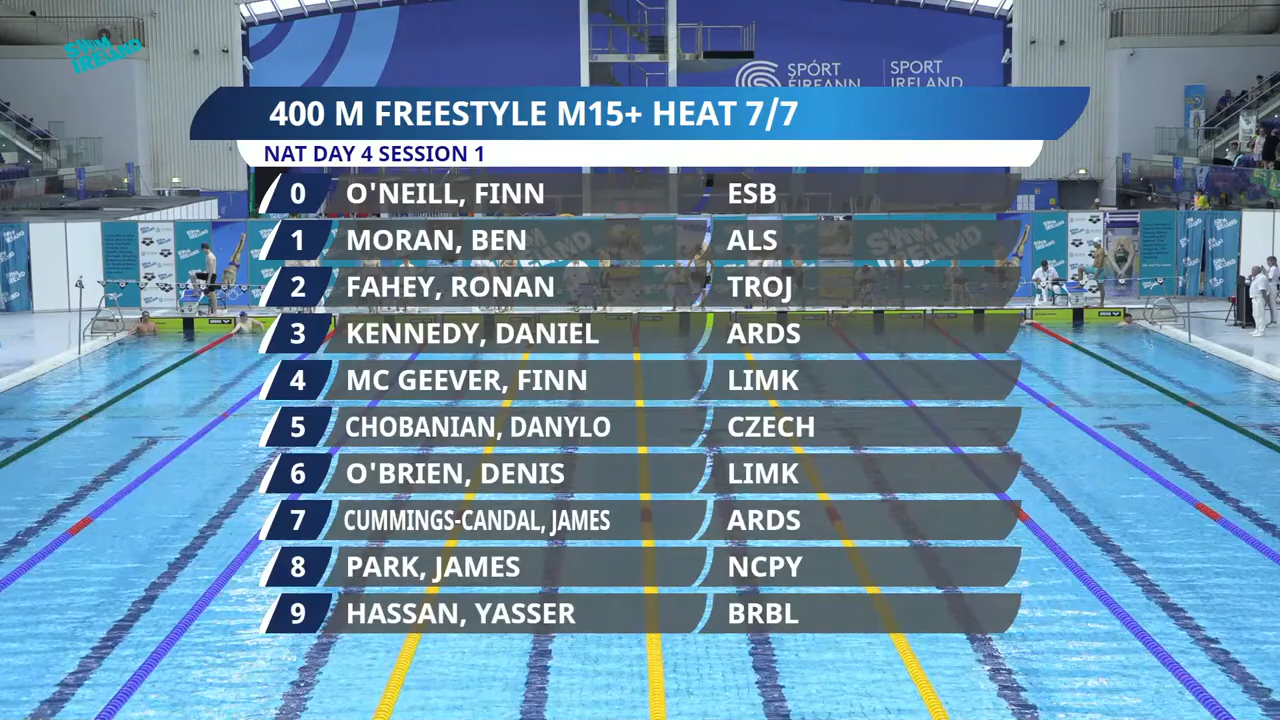 SWIM
IRELAND
SPÓRT
ÉIREANN
SPORT
IRELAND
400 M FREESTYLE M15+ HEAT 7/7
NAT DAY 4 SESSION 1
0 O'NEILL, FINN ESB
1 MORAN, BEN ALS
2 FAHEY, RONAN TROJ
3 KENNEDY, DANIEL ARDS
4 MC GEEVER, FINN LIMK
5 CHOBANIAN, DANYLO CZECH
6 O'BRIEN, DENIS LIMK
7 CUMMINGS-CANDAL, JAMES ARDS
8 PARK, JAMES NCPY
9 HASSAN, YASSER BRBL